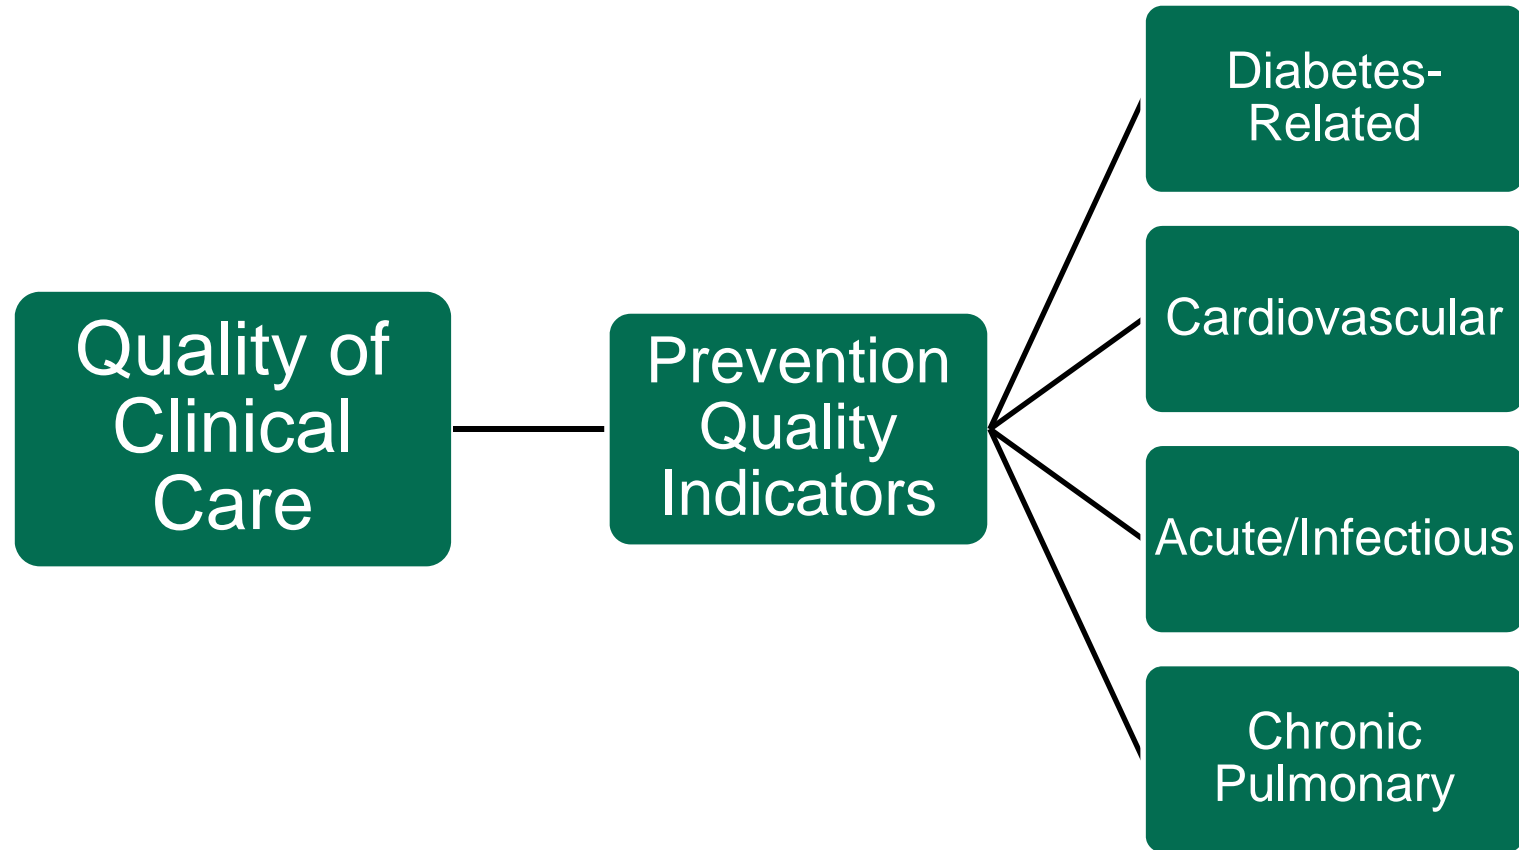 Quality of
Clinical
Care
Prevention
Quality
Indicators
Diabetes-
Related
Cardiovascular
Acute/Infectious
Chronic
Pulmonary